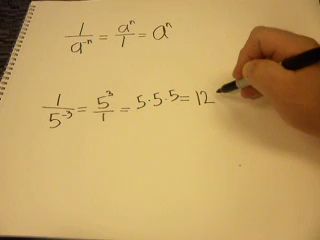 1/a⁻ⁿ = aⁿ/1 = aⁿ
1/5⁻³ = 5³/1 = 5·5·5 = 12